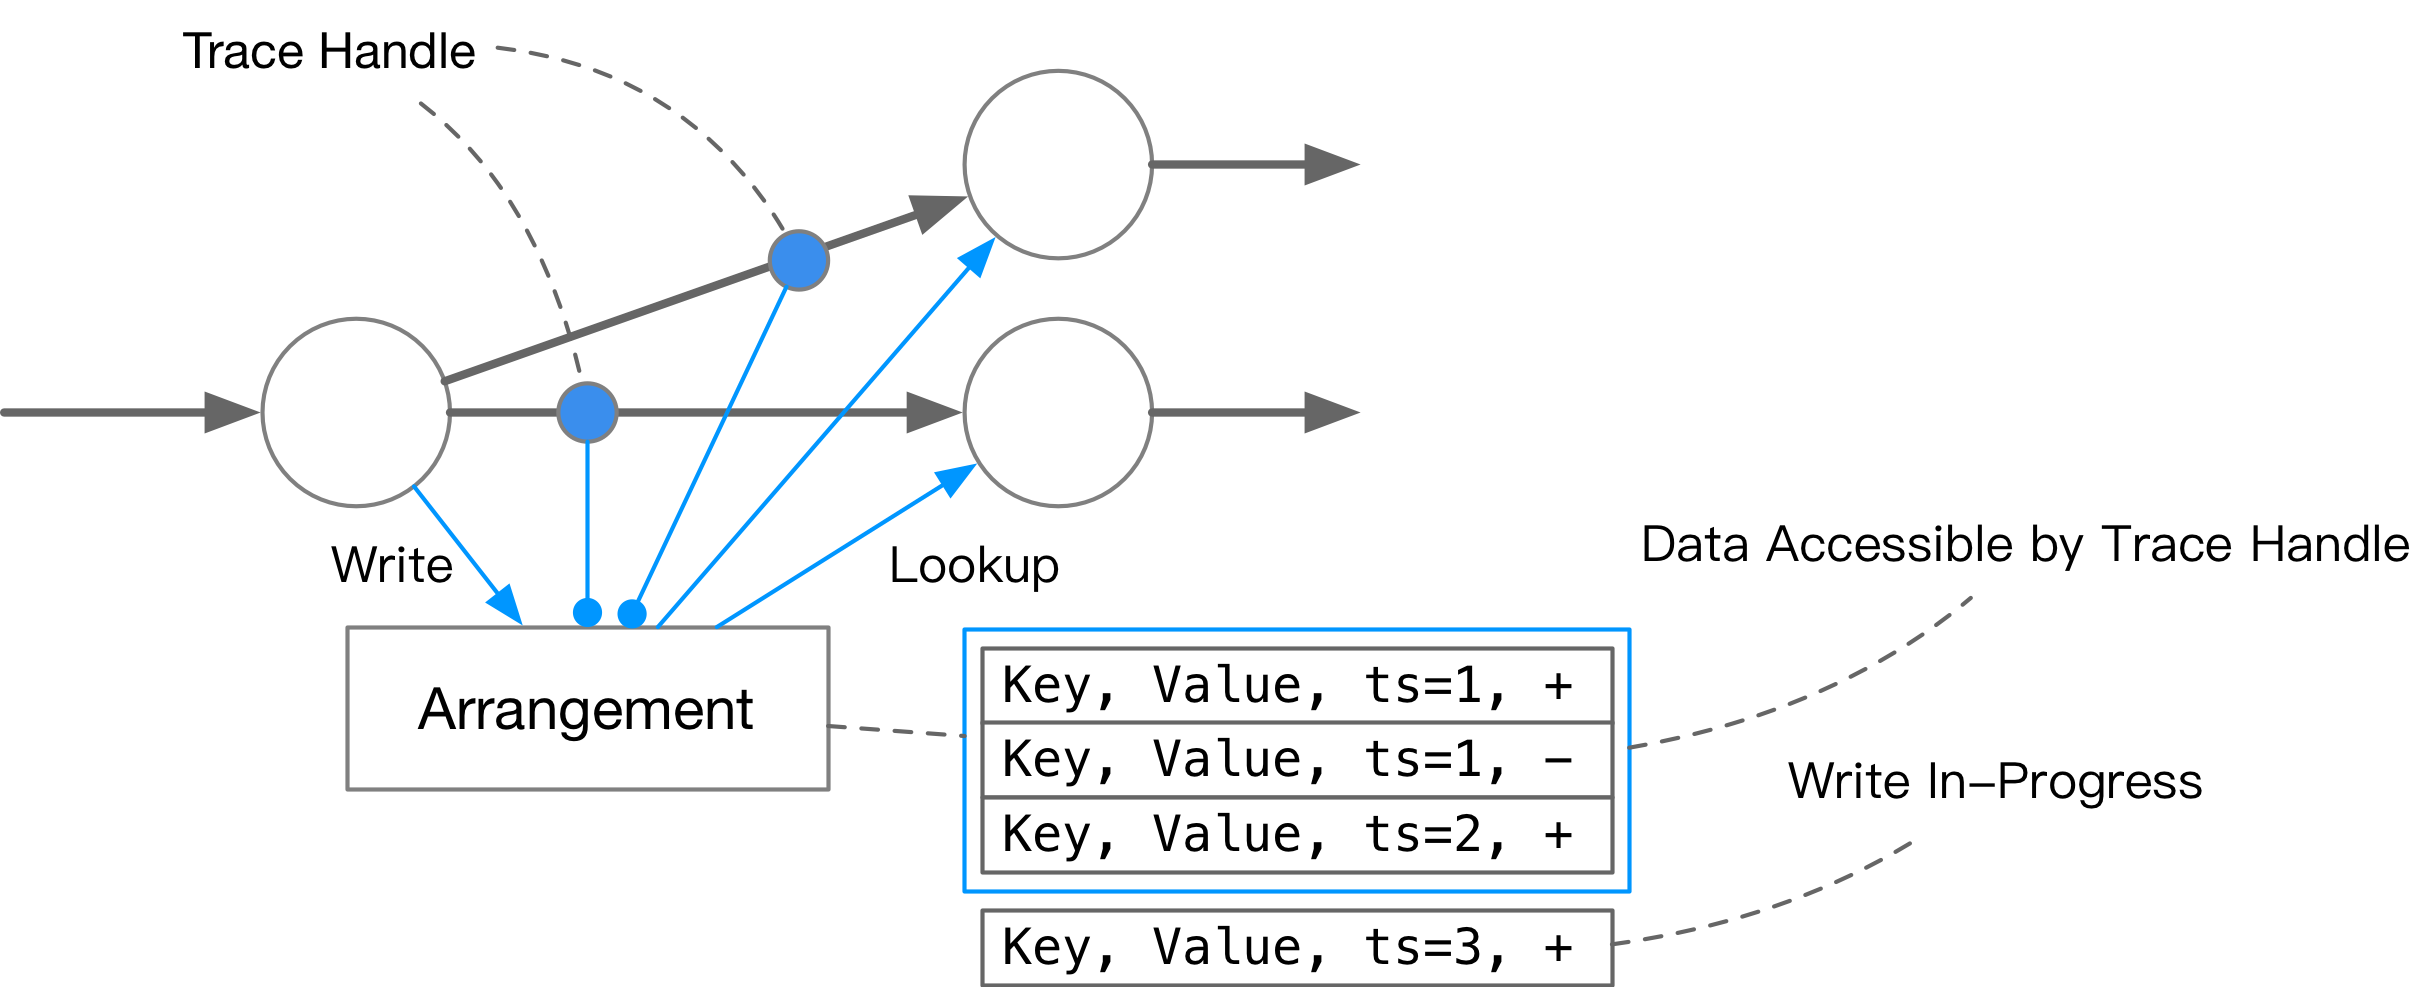 Trace Handle
Write
Lookup
Data Accessible by Trace Handle
Arrangement
Key, Value, ts=1, +
Key, Value, ts=1, −
Key, Value, ts=2, +
Write In–Progress
Key, Value, ts=3, +